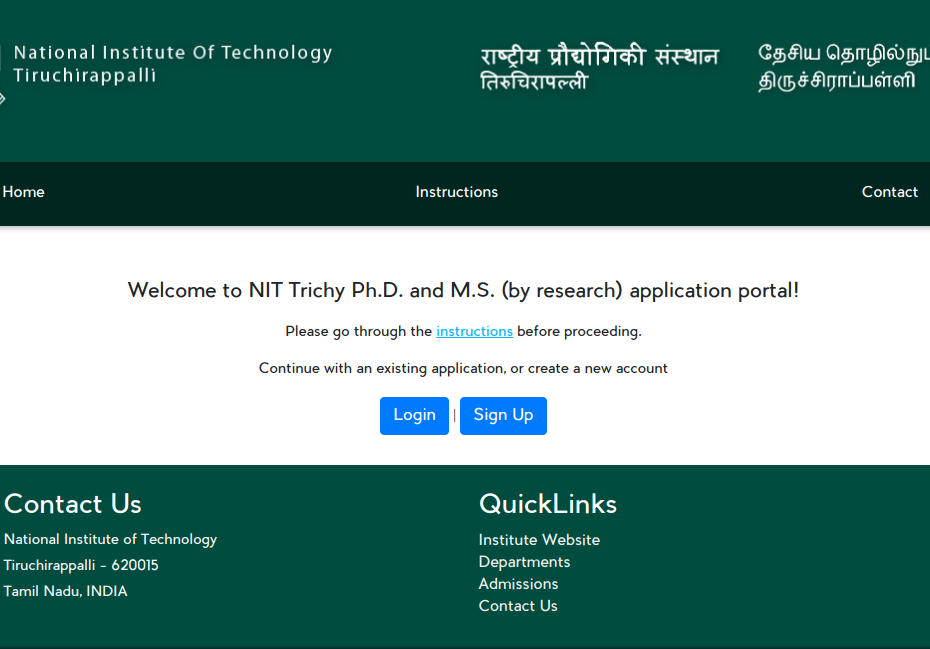 National Institute Of Technology
Tiruchirappalli
राष्ट्रीय प्रौद्योगिकी संस्थान
तिरुचिरापल्ली
தேசிய
திருச்சிராப்பள்ளி
Home
Instructions
Contact
Welcome to NIT Trichy Ph.D. and M.S. (by research) application portal!
Please go through the instructions before proceeding.
Continue with an existing application, or create a new account
Login | Sign Up
Contact Us
National Institute of Technology
Tiruchirappalli - 620015
Tamil Nadu, INDIA
QuickLinks
Institute Website
Departments
Admissions
Contact Us